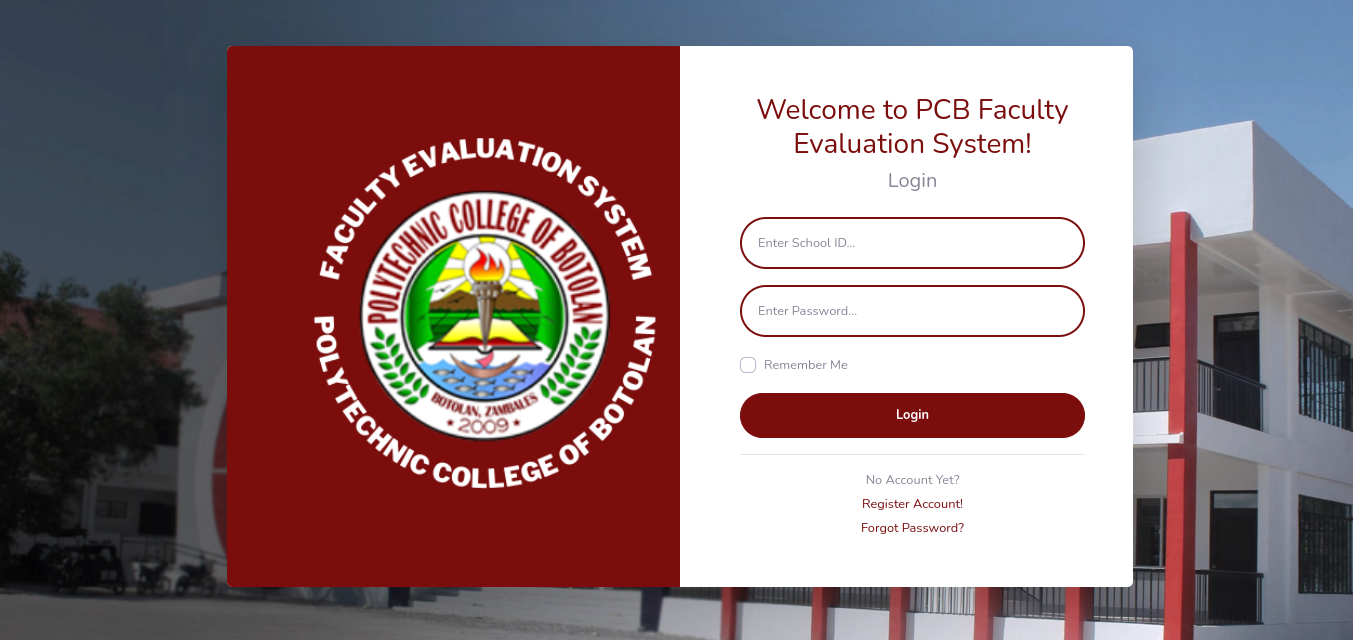 FACULTY EVALUATION SYSTEM
POLYTECHNIC COLLEGE OF BOTOLAN
BOTOLAN, ZAMBALES
2009
POLYTECHNIC COLLEGE OF BOTOLAN
Welcome to PCB Faculty
Evaluation System!
Login
Enter School ID...
Enter Password...
Remember Me
Login
No Account Yet?
Register Account!
Forgot Password?